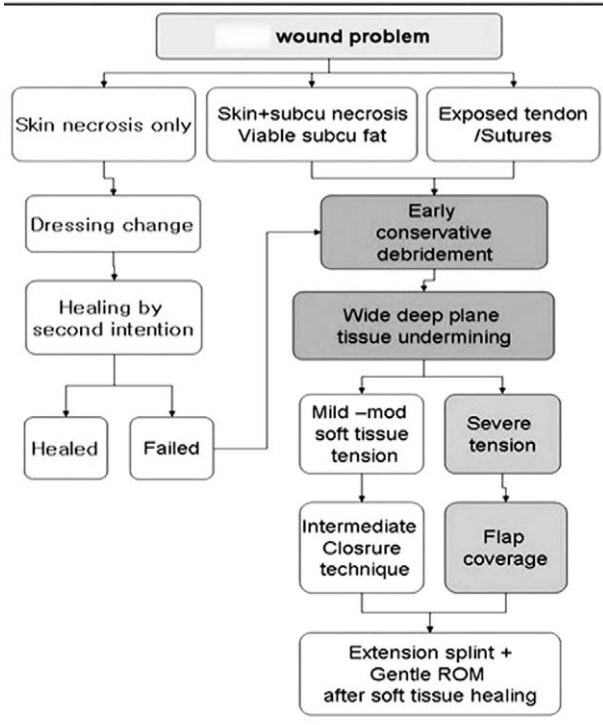 wound problem
Skin necrosis only
Skin+subcu necrosis
Viable subcu fat
Exposed tendon
/Sutures
Dressing change
Early
conservative
debridement
Healing by
second intention
Wide deep plane
tissue undermining
Healed
Failed
Mild –mod
soft tissue
tension
Severe
tension
Intermediate
Closrure
technique
Flap
coverage
Extension splint +
Gentle ROM
after soft tissue healing